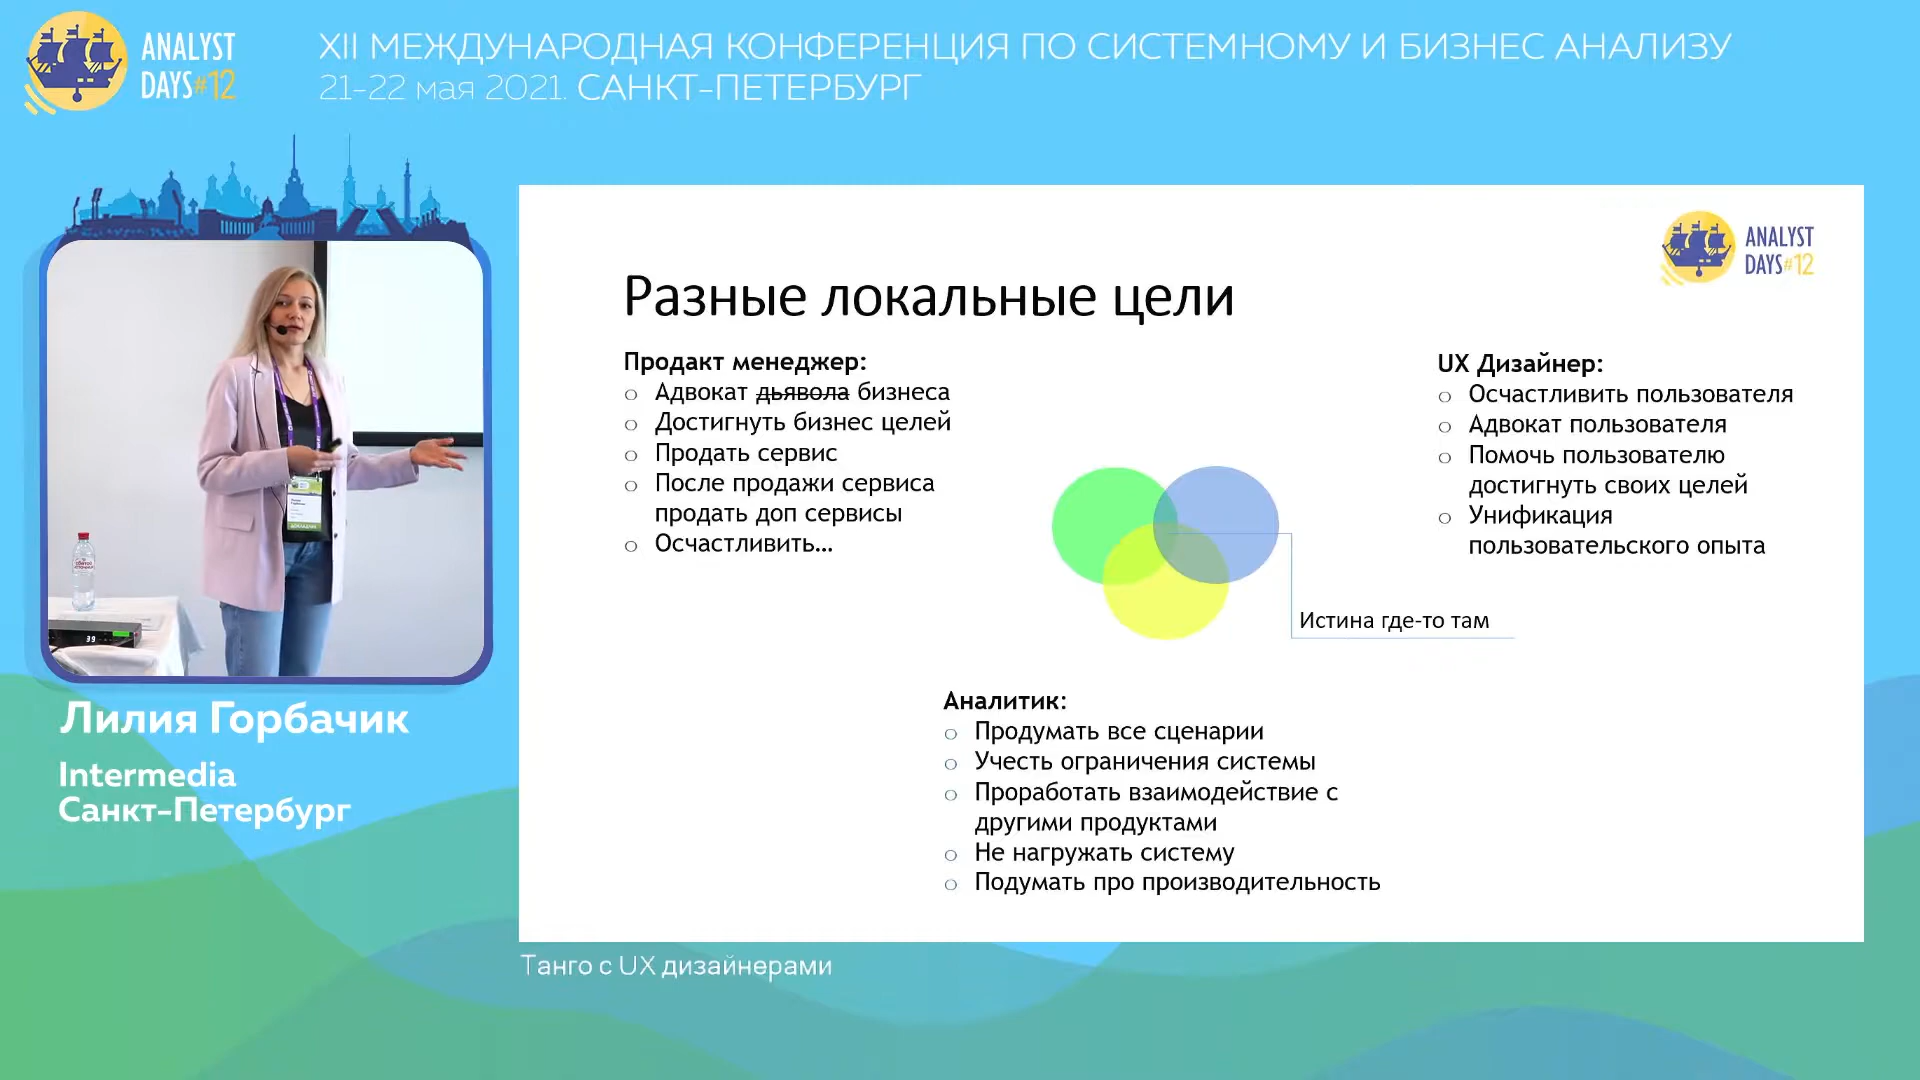 ANALYST
DAYS#12
XII МЕЖДУНАРОДНАЯ КОНФЕРЕНЦИЯ ПО СИСТЕМНОМУ И БИЗНЕС АНАЛИЗУ
21-22 мая 2021. САНКТ-ПЕТЕРБУРГ
ANALYST
DAYS#12
Разные локальные цели
Продакт менеджер:
Адвокат дьявола бизнеса
Достигнуть бизнес целей
Продать сервис
После продажи сервиса
продать доп сервисы
Осчастливить...
UX Дизайнер:
Осчастливить пользователя
Адвокат пользователя
Помочь пользователю
достигнуть своих целей
Унификация
пользовательского опыта
Истина где-то там
Аналитик:
Продумать все сценарии
Учесть ограничения системы
Проработать взаимодействие с
другими продуктами
Не нагружать систему
Подумать про производительность
39
Лилия Горбачик
Intermedia
Санкт-Петербург
Танго с UX дизайнерами